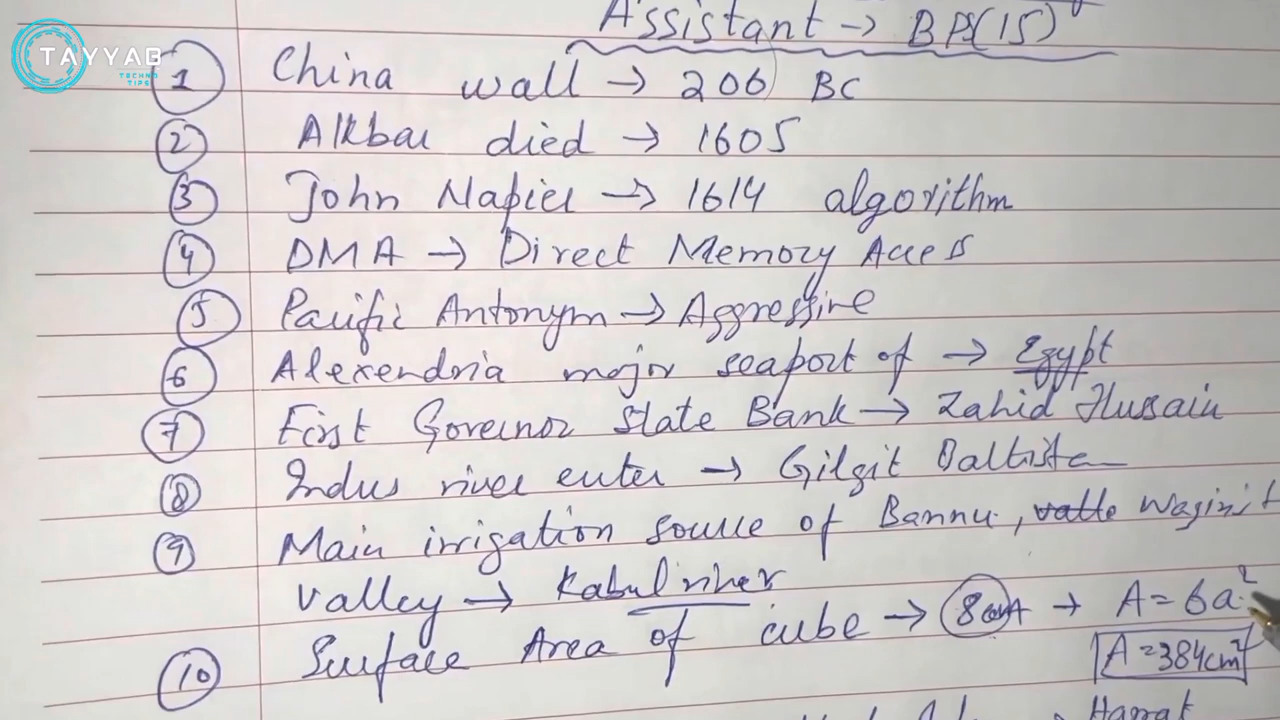 TAYYAB
TECHNO
TIPS
Assistant → BPS(15)
1 China wall → 206 BC
2 Akbar died → 1605
3 John Napier → 1614 algorithm
4 DMA → Direct Memory Acces
5 Pacific Antonym → Aggressive
6 Alexendria major seaport of → Egypt
7 First Governor State Bank → Zahid Hussain
8 Indus river enter → Gilgit Baltistan
9 Main irrigation source of Bannu,
valley → Kabul river
10 Surface Area of cube → 8cm → A = 6a²
A = 384cm²